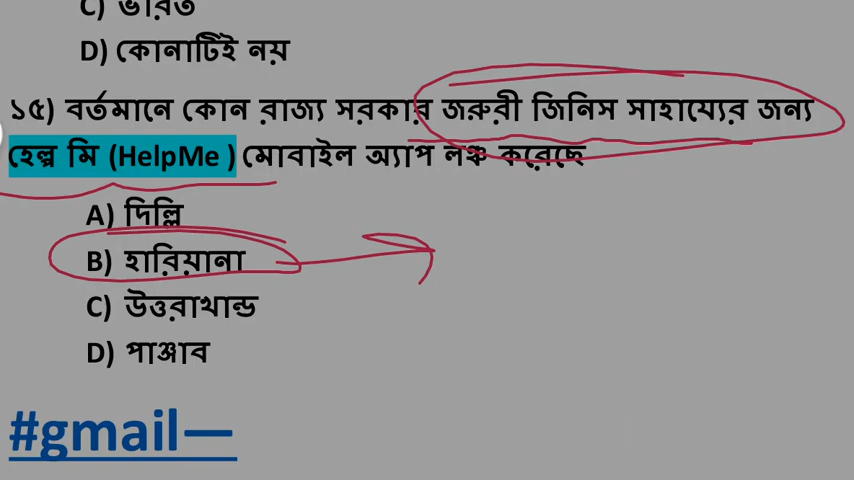 C) ভারত
D) কোনাটিই নয়
১৫) বর্তমানে কোন রাজ্য সরকার জরুরী জিনিস সাহায্যের জন্য
হেল্প মি (HelpMe ) মোবাইল অ্যাপ লঞ্চ করেছে
A) দিল্লি
B) হারিয়ানা
C) উত্তরাখান্ড
D) পাঞ্জাব
#gmail—